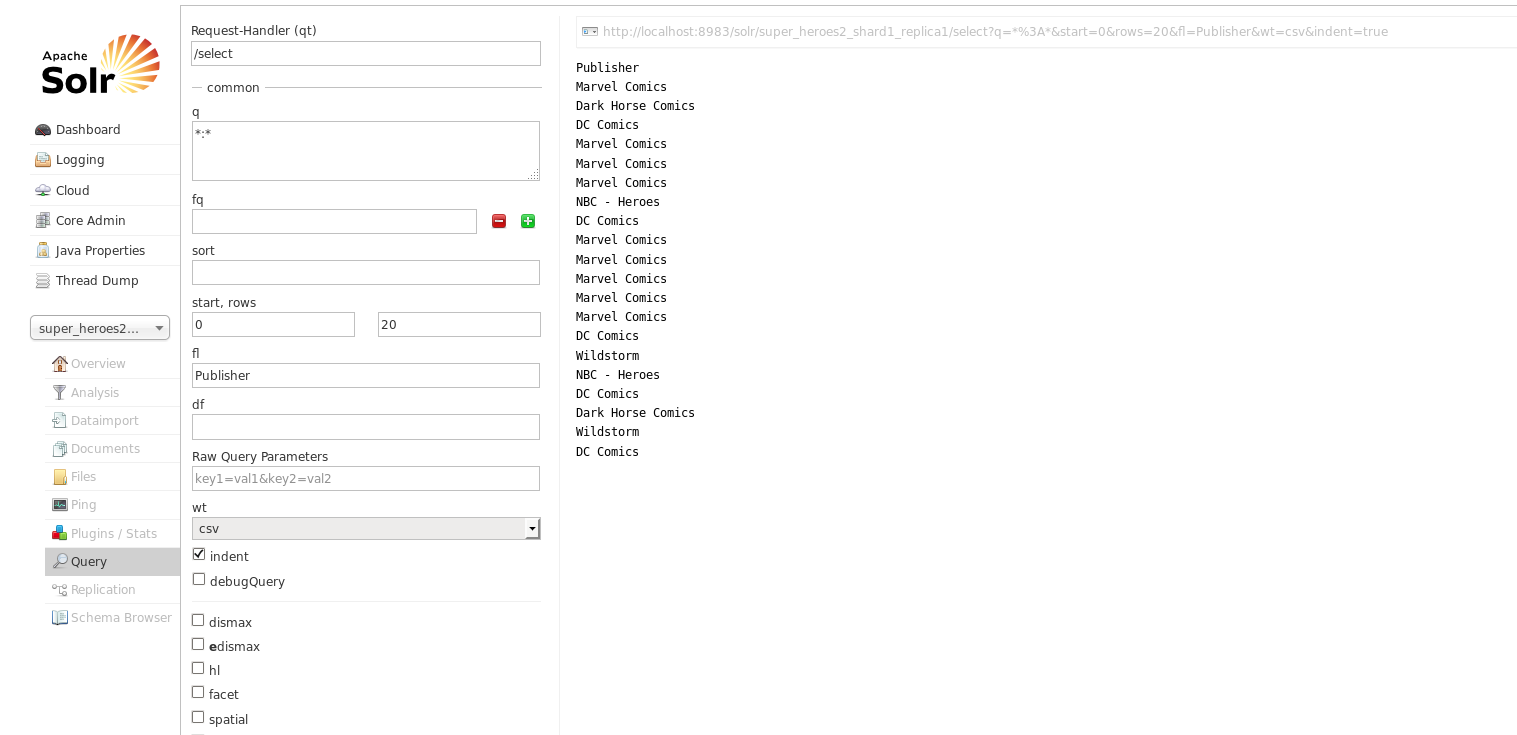 Apache
Solr
Dashboard
Logging
Cloud
Core Admin
Java Properties
Thread Dump
super_heroes2...
Overview
Analysis
Dataimport
Documents
Files
Ping
Plugins / Stats
Query
Replication
Schema Browser
Request-Handler (qt)
/select
common
q
*:*
fq
sort
start, rows
0 20
fl
Publisher
df
Raw Query Parameters
key1=val1&key2=val2
wt
csv
indent
debugQuery
dismax
edismax
hl
facet
spatial
http://localhost:8983/solr/super_heroes2_shard1_replica1/select?q=*%3A*&start=0&rows=20&fl=Publisher&wt=csv&indent=true
Publisher
Marvel Comics
Dark Horse Comics
DC Comics
Marvel Comics
Marvel Comics
Marvel Comics
NBC - Heroes
DC Comics
Marvel Comics
Marvel Comics
Marvel Comics
Marvel Comics
Marvel Comics
DC Comics
Wildstorm
NBC - Heroes
DC Comics
Dark Horse Comics
Wildstorm
DC Comics